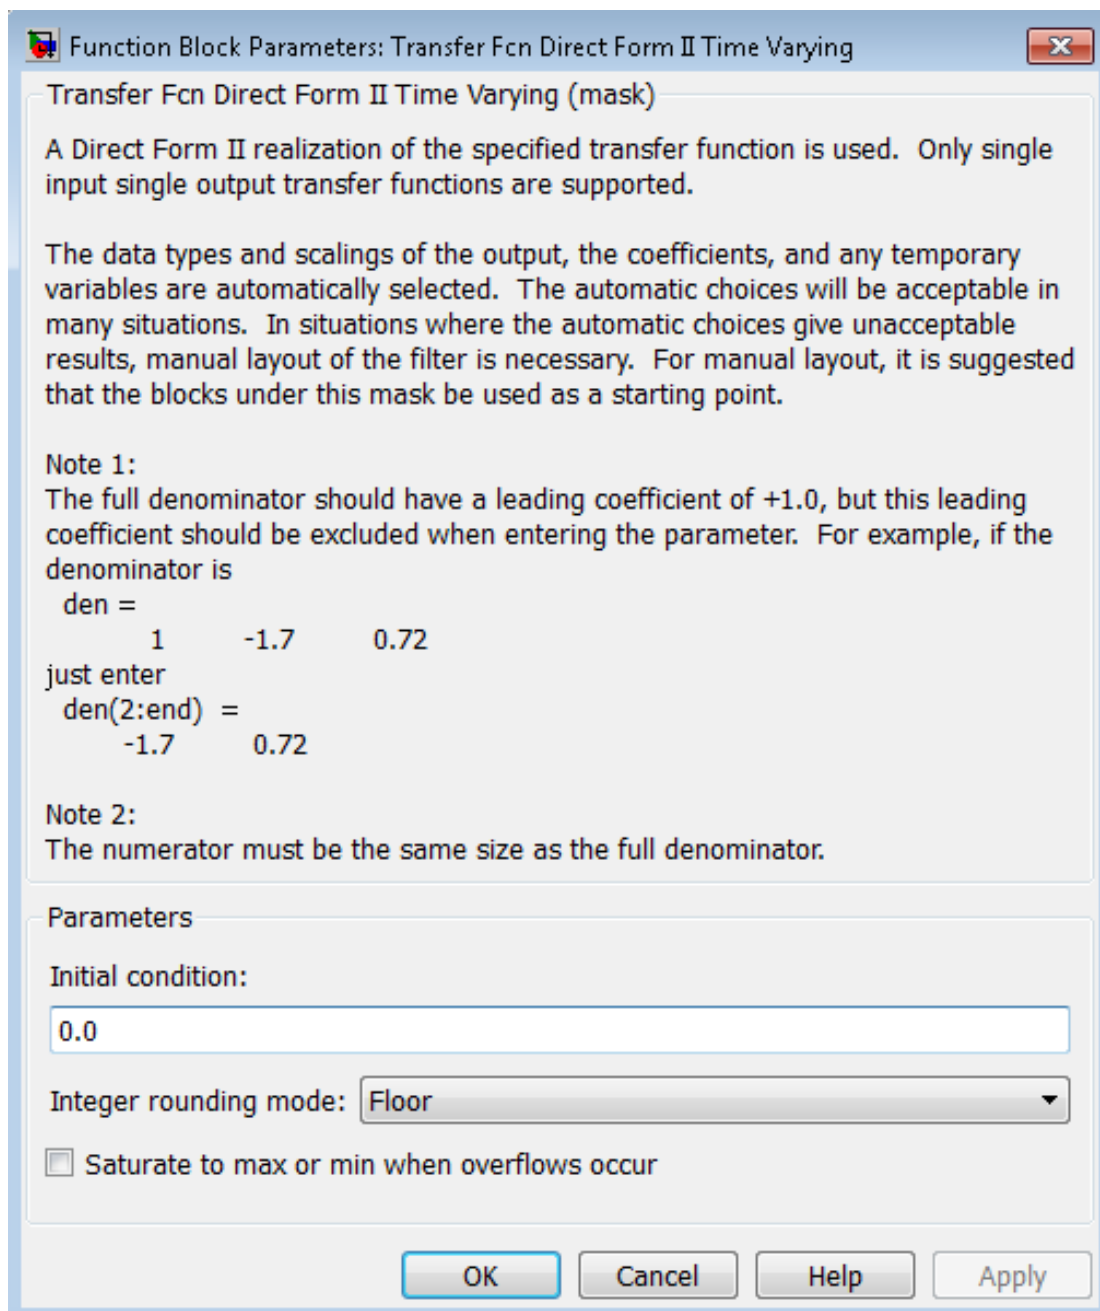 Function Block Parameters: Transfer Fcn Direct Form II Time Varying
Transfer Fcn Direct Form II Time Varying (mask)
A Direct Form II realization of the specified transfer function is used.  Only single
input single output transfer functions are supported.
The data types and scalings of the output, the coefficients, and any temporary
variables are automatically selected.  The automatic choices will be acceptable in
many situations.  In situations where the automatic choices give unacceptable
results, manual layout of the filter is necessary.  For manual layout, it is suggested
that the blocks under this mask be used as a starting point.
Note 1:
The full denominator should have a leading coefficient of +1.0, but this leading
coefficient should be excluded when entering the parameter.  For example, if the
denominator is
den =
1 -1.7 0.72
just enter
den(2:end)  =
-1.7 0.72
Note 2:
The numerator must be the same size as the full denominator.
Parameters
Initial condition:
0.0
Integer rounding mode: Floor
Saturate to max or min when overflows occur
OK Cancel Help Apply